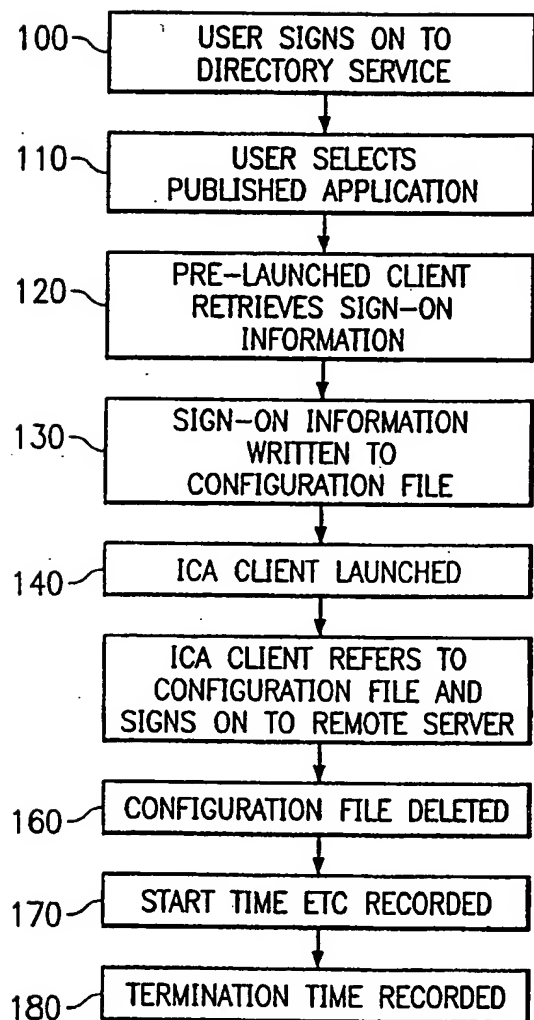 100
USER SIGNS ON TO
DIRECTORY SERVICE
110
USER SELECTS
PUBLISHED APPLICATION
120
PRE-LAUNCHED CLIENT
RETRIEVES SIGN-ON
INFORMATION
130
SIGN-ON INFORMATION
WRITTEN TO
CONFIGURATION FILE
140
ICA CLIENT LAUNCHED
ICA CLIENT REFERS TO
CONFIGURATION FILE AND
SIGNS ON TO REMOTE SERVER
160
CONFIGURATION FILE DELETED
170
START TIME ETC RECORDED
180
TERMINATION TIME RECORDED